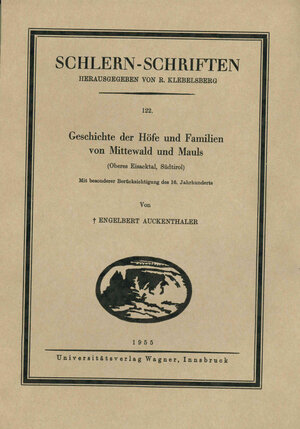 SCHLERN-SCHRIFTEN
HERAUSGEGEBEN VON R. KLEBELSBERG
122.
Geschichte der Höfe und Familien
von Mittewald und Mauls
(Oberes Eisacktal, Südtirol)
Mit besonderer Berücksichtigung des 16. Jahrhunderts
Von
† ENGELBERT AUCKENTHALER
1955
Universitätsverlag Wagner, Innsbruck